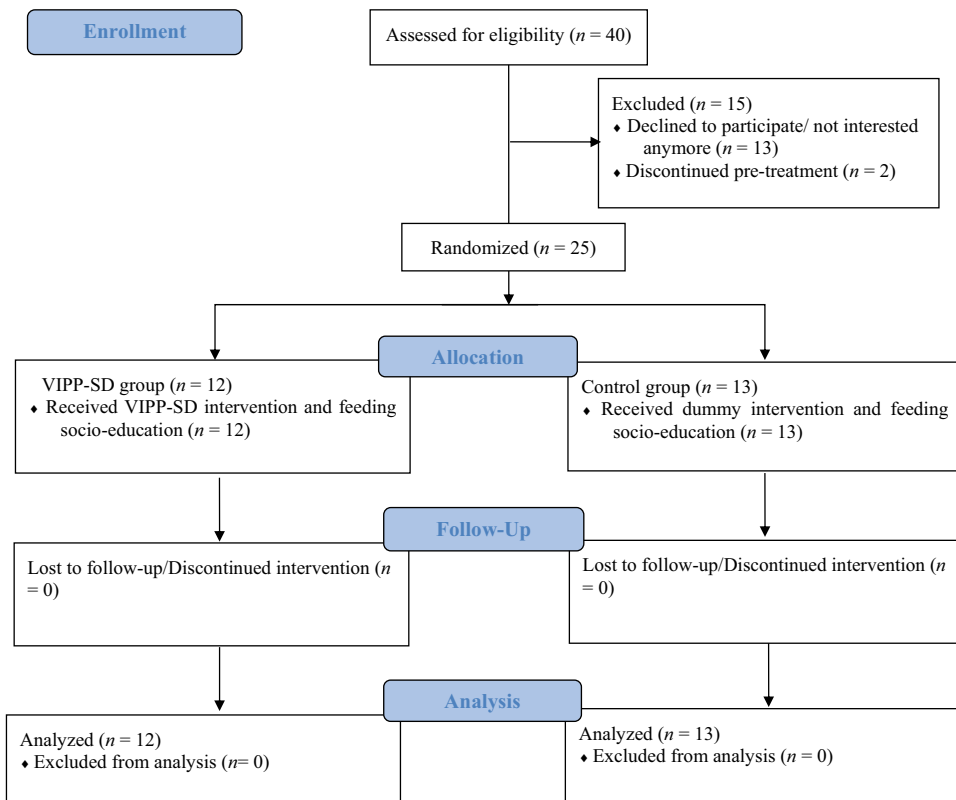 Enrollment
Assessed for eligibility (n = 40)
Excluded (n = 15)
♦ Declined to participate/ not interested
anymore (n = 13)
♦ Discontinued pre-treatment (n = 2)
Randomized (n = 25)
Allocation
VIPP-SD group (n = 12)
♦ Received VIPP-SD intervention and feeding
socio-education (n = 12)
Control group (n = 13)
♦ Received dummy intervention and feeding
socio-education (n = 13)
Follow-Up
Lost to follow-up/Discontinued intervention (n
= 0)
Lost to follow-up/Discontinued intervention (n
= 0)
Analysis
Analyzed (n = 12)
♦ Excluded from analysis (n= 0)
Analyzed (n = 13)
♦ Excluded from analysis (n = 0)